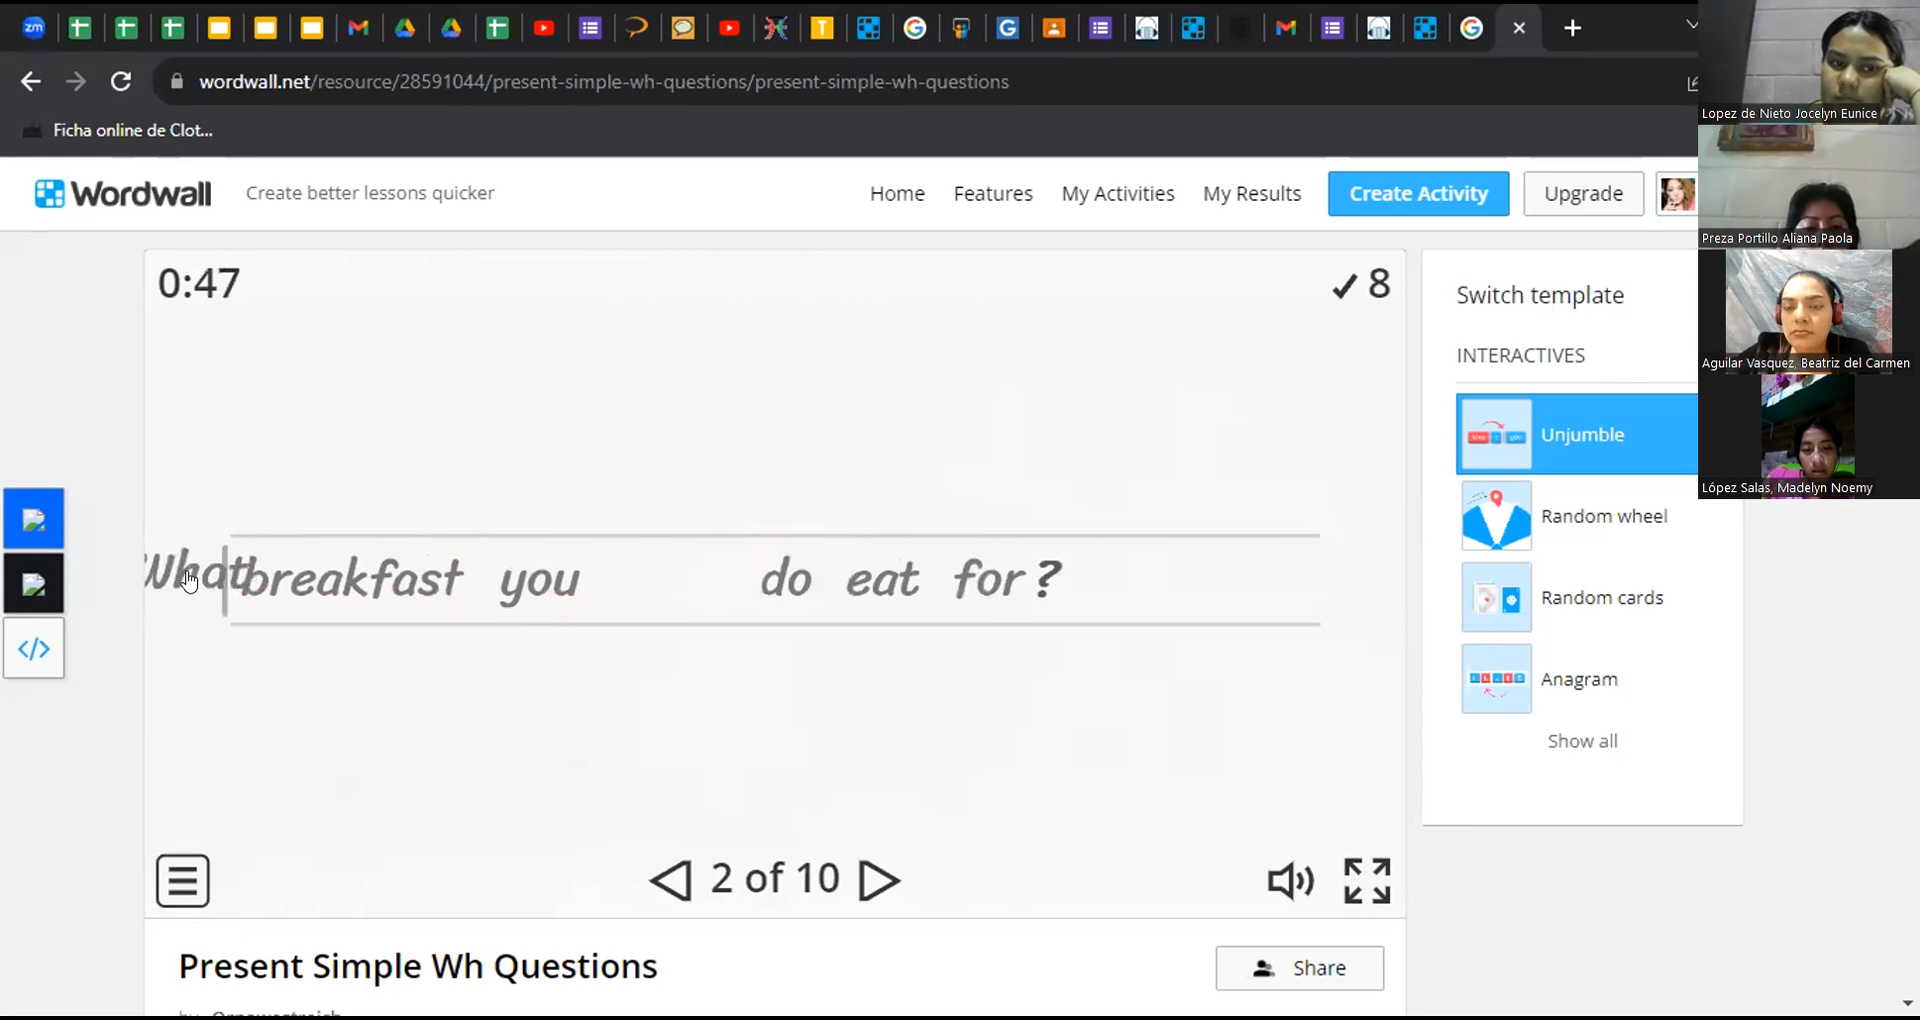 zm
wordwall.net/resource/28591044/present-simple-wh-questions/present-simple-wh-questions
Ficha online de Clot...
Wordwall
Create better lessons quicker
Home
Features
My Activities
My Results
Create Activity
Upgrade
0:47
8
What breakfast you do eat for ?
2 of 10
Present Simple Wh Questions
Share
Switch template
INTERACTIVES
Unjumble
Random wheel
Random cards
Anagram
Show all
Lopez de Nieto Jocelyn Eunice
Preza Portillo Aliana Paola
Aguilar Vasquez, Beatriz del Carmen
López Salas, Madelyn Noemy